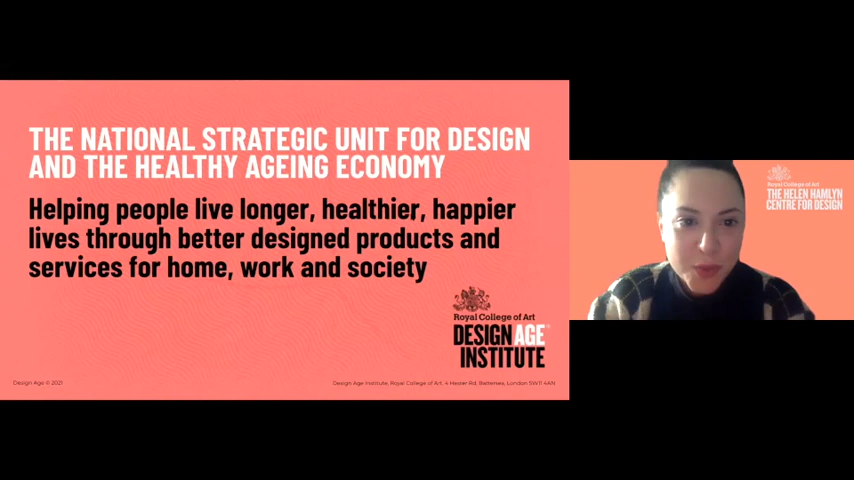 THE NATIONAL STRATEGIC UNIT FOR DESIGN
AND THE HEALTHY AGEING ECONOMY
Helping people live longer, healthier, happier
lives through better designed products and
services for home, work and society
Royal College of Art
DESIGN AGE
INSTITUTE
Design Age © 2021
Design Age Institute, Royal College of Art, 4 Hester Rd, Battersea, London SW11 4AN
Royal College of Art
THE HELEN HAMLYN
CENTRE FOR DESIGN